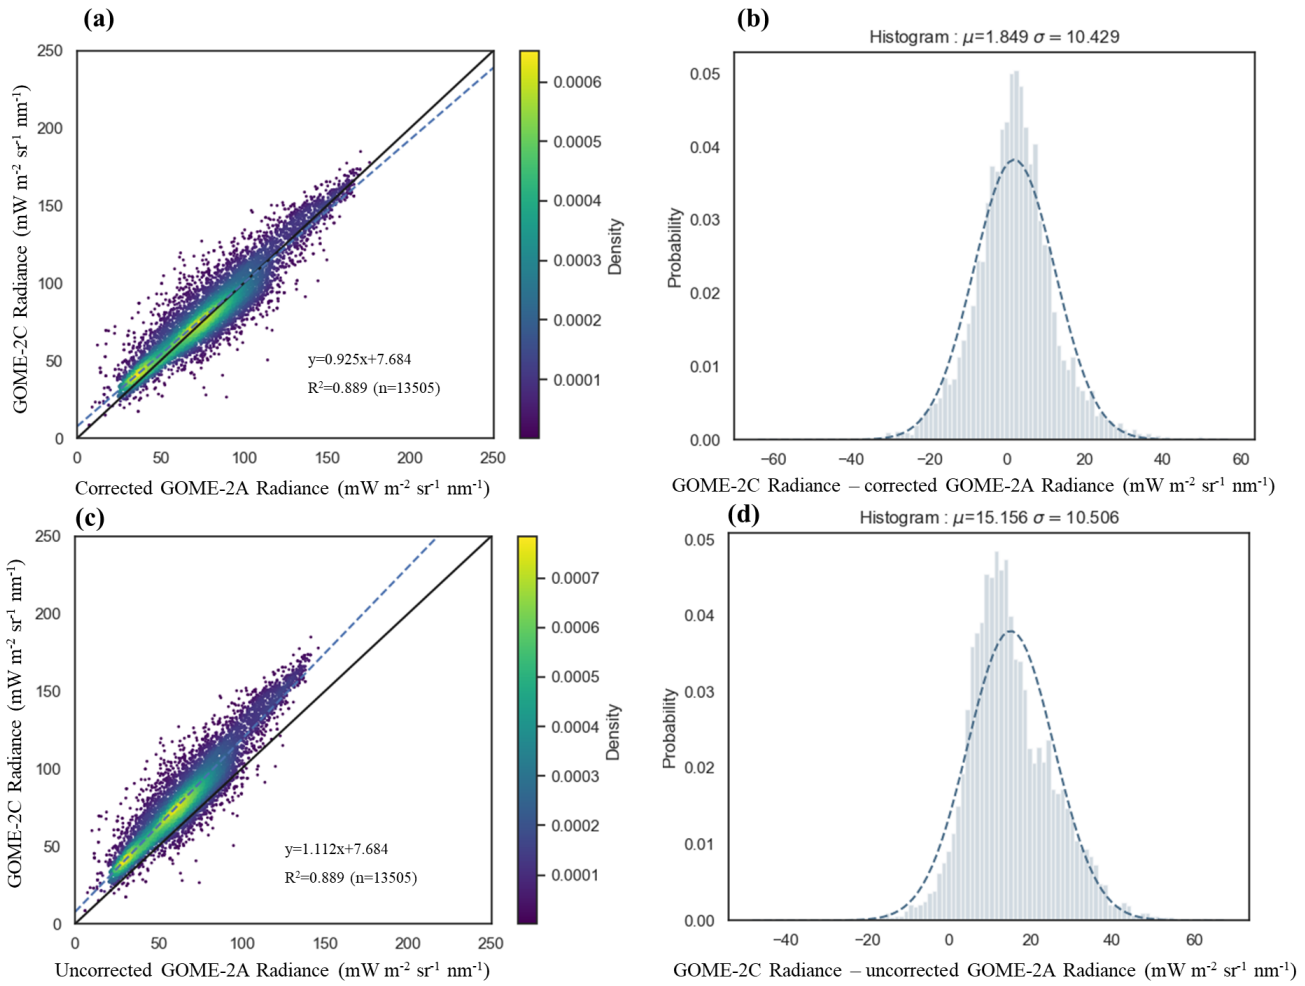 (a)
250
200
150
100
50
0
0 50 100 150 200 250
GOME-2C Radiance (mW m-2 sr-1 nm-1)
Corrected GOME-2A Radiance (mW m-2 sr-1 nm-1)
y=0.925x+7.684
R2=0.889 (n=13505)
0.0006
0.0005
0.0004
0.0003
0.0002
0.0001
Density
(b)
Histogram : μ=1.849 σ = 10.429
0.05
0.04
0.03
0.02
0.01
0.00
Probability
−60 −40 −20 0 20 40 60
GOME-2C Radiance – corrected GOME-2A Radiance (mW m-2 sr-1 nm-1)
(c)
250
200
150
100
50
0
0 50 100 150 200 250
GOME-2C Radiance (mW m-2 sr-1 nm-1)
Uncorrected GOME-2A Radiance (mW m-2 sr-1 nm-1)
y=1.112x+7.684
R2=0.889 (n=13505)
0.0007
0.0006
0.0005
0.0004
0.0003
0.0002
0.0001
Density
(d)
Histogram : μ=15.156 σ = 10.506
0.05
0.04
0.03
0.02
0.01
0.00
Probability
−40 −20 0 20 40 60
GOME-2C Radiance – uncorrected GOME-2A Radiance (mW m-2 sr-1 nm-1)